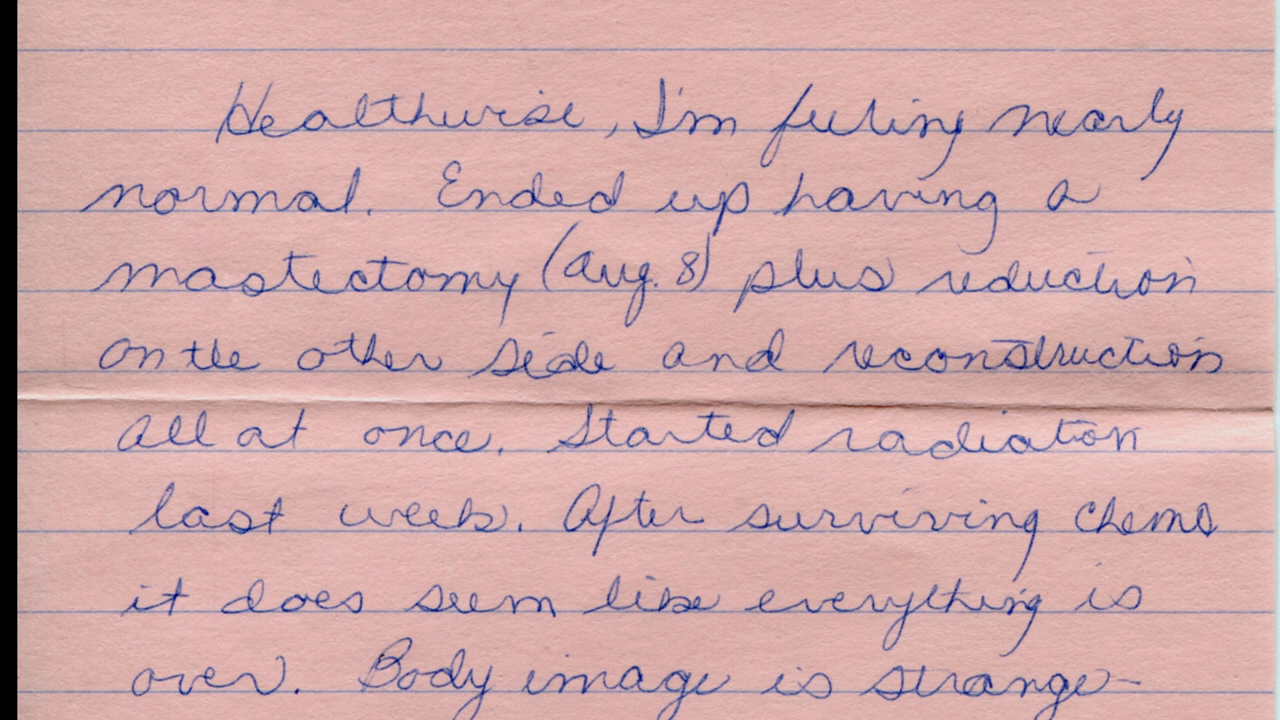 Healthwise, I'm feeling nearly
normal. Ended up having a
mastectomy (Aug. 8) plus reduction
on the other side and reconstruction
all at once. Started radiation
last week. After surviving chemo
it does seem like everything is
over. Body image is strange-